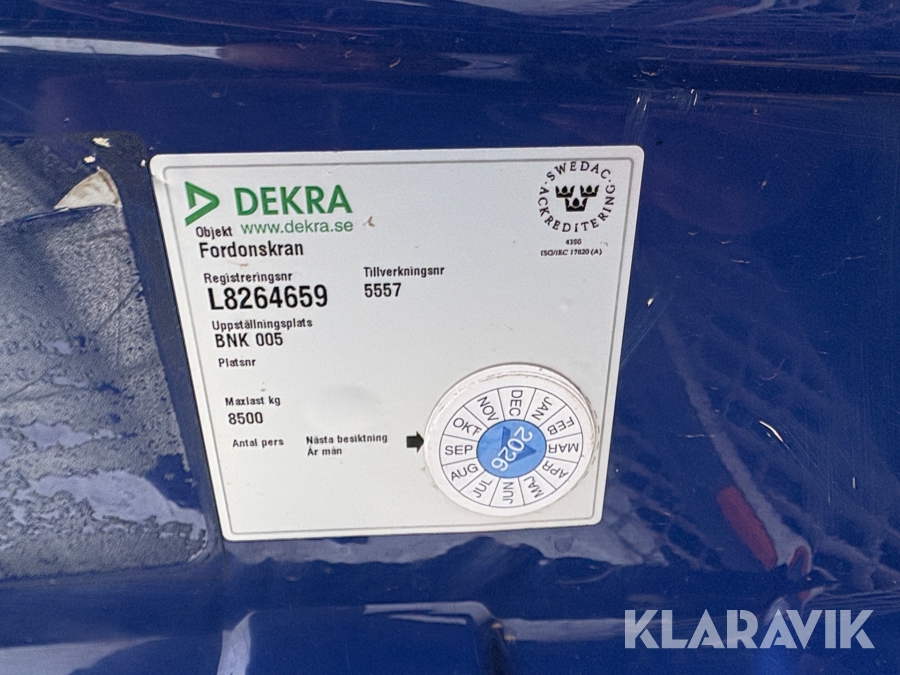 DEKRA
www.dekra.se
SWEDAC
ACKREDITERING
4390
ISO/IEC 17020 (A)
Objekt
Fordonskran
Registreringsnr
L8264659
Tillverkningsnr
5557
Uppställningsplats
BNK 005
Platsnr
Maxlast kg
8500
Antal pers
Nästa besiktning
År mån
2026
JAN
FEB
MAR
APR
MAJ
JUN
JUL
AUG
SEP
OKT
NOV
DEC
KLARAVIK